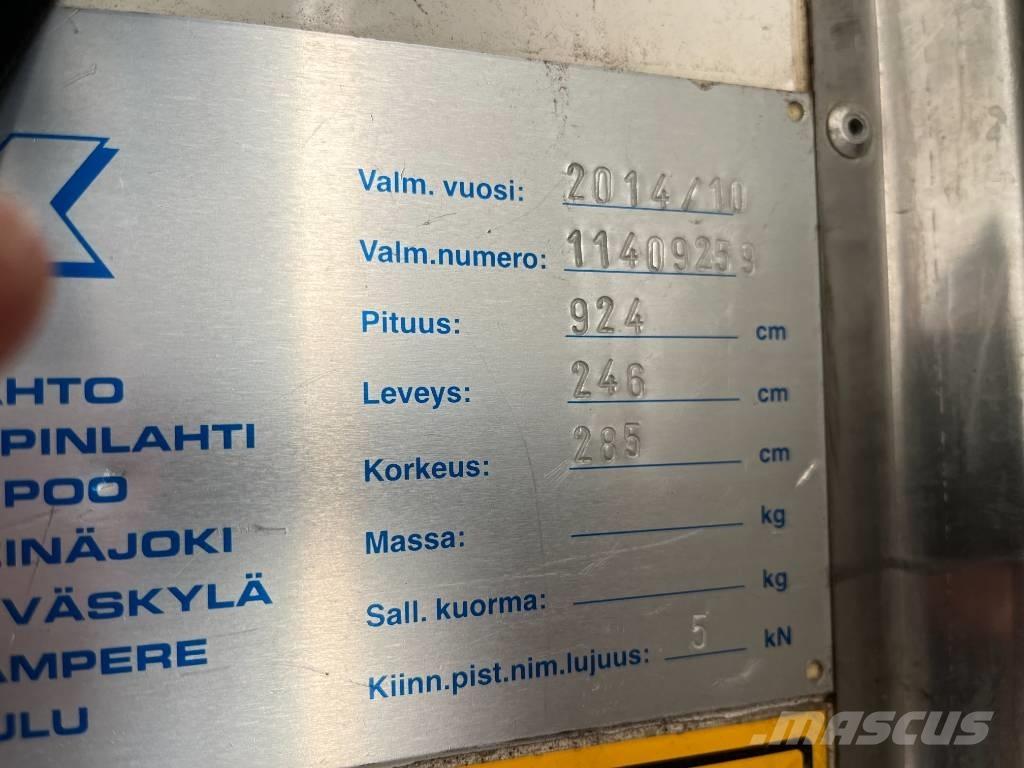 Valm. vuosi: 2014/10
Valm.numero: 11409259
Pituus: 924 cm
Leveys: 246 cm
Korkeus: 285 cm
Massa: kg
Sall. kuorma: kg
Kiinn.pist.nim.lujuus: 5 kN
AHTO
PINLAHTI
POO
INÄJOKI
VÄSKYLÄ
AMPERE
ULU
MASCUS